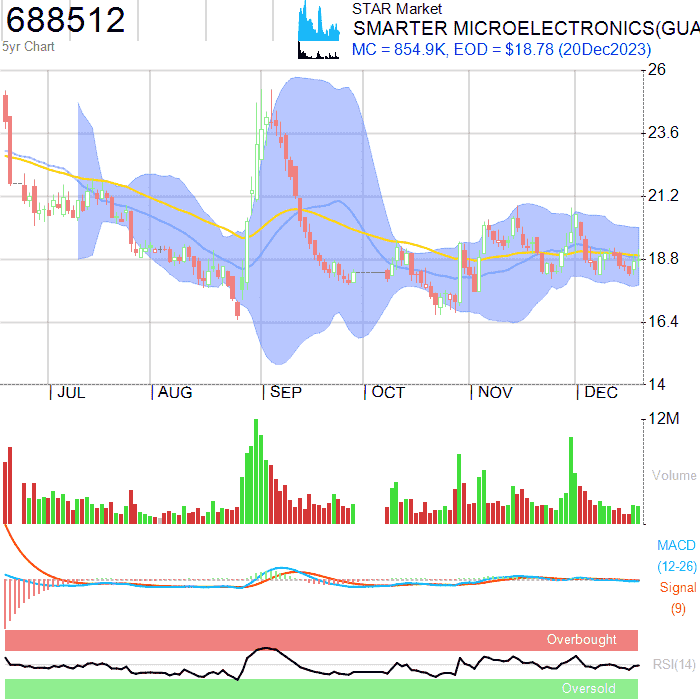 688512
5yr Chart
STAR Market
SMARTER MICROELECTRONICS(GUA
MC = 854.9K, EOD = $18.78 (20Dec2023)
26
23.6
21.2
18.8
16.4
14
JUL
AUG
SEP
OCT
NOV
DEC
12M
Volume
MACD
(12-26)
Signal
(9)
Overbought
RSI(14)
Oversold